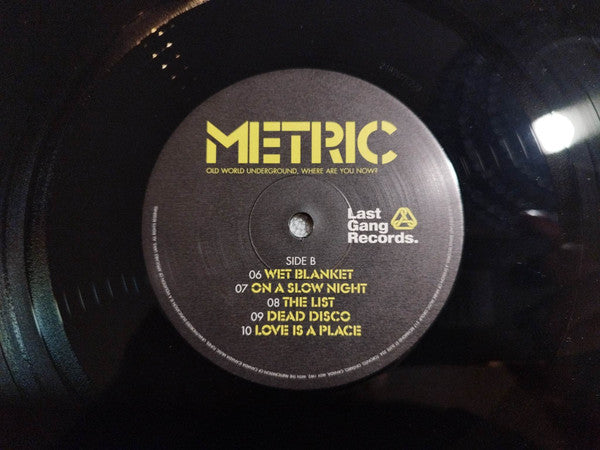 METRIC
OLD WORLD UNDERGROUND, WHERE ARE YOU NOW?
Last
Gang
Records.
SIDE B
06 WET BLANKET
07 ON A SLOW NIGHT
08 THE LIST
09 DEAD DISCO
10 LOVE IS A PLACE